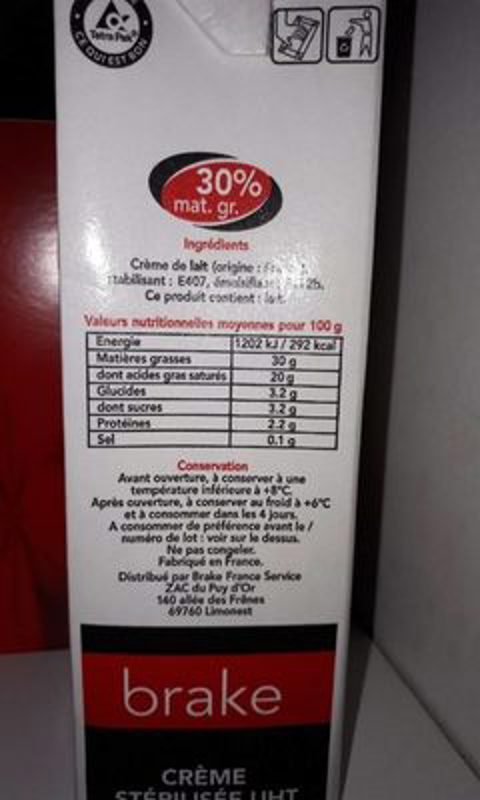 Tetra Pak®
CE QUI EST BON
30%
mat. gr.
Ingrédients
Crème de lait (origine :
stabilisant : E407,
Ce produit contient : lait.
Valeurs nutritionnelles moyennes pour 100 g
Energie 1202 kJ / 292 kcal
Matières grasses 30 g
dont acides gras saturés 20 g
Glucides 3.2 g
dont sucres 3.2 g
Protéines 2.2 g
Sel 0.1 g
Conservation
Avant ouverture, à conserver à une
température inférieure à +8°C.
Après ouverture, à conserver au froid à +6°C
et à consommer dans les 4 jours.
A consommer de préférence avant le /
numéro de lot : voir sur le dessus.
Ne pas congeler.
Fabriqué en France.
Distribué par Brake France Service
ZAC du Puy d'Or
140 allée des Frênes
69760 Limonest
brake
CRÈME
STÉRILISÉE UHT